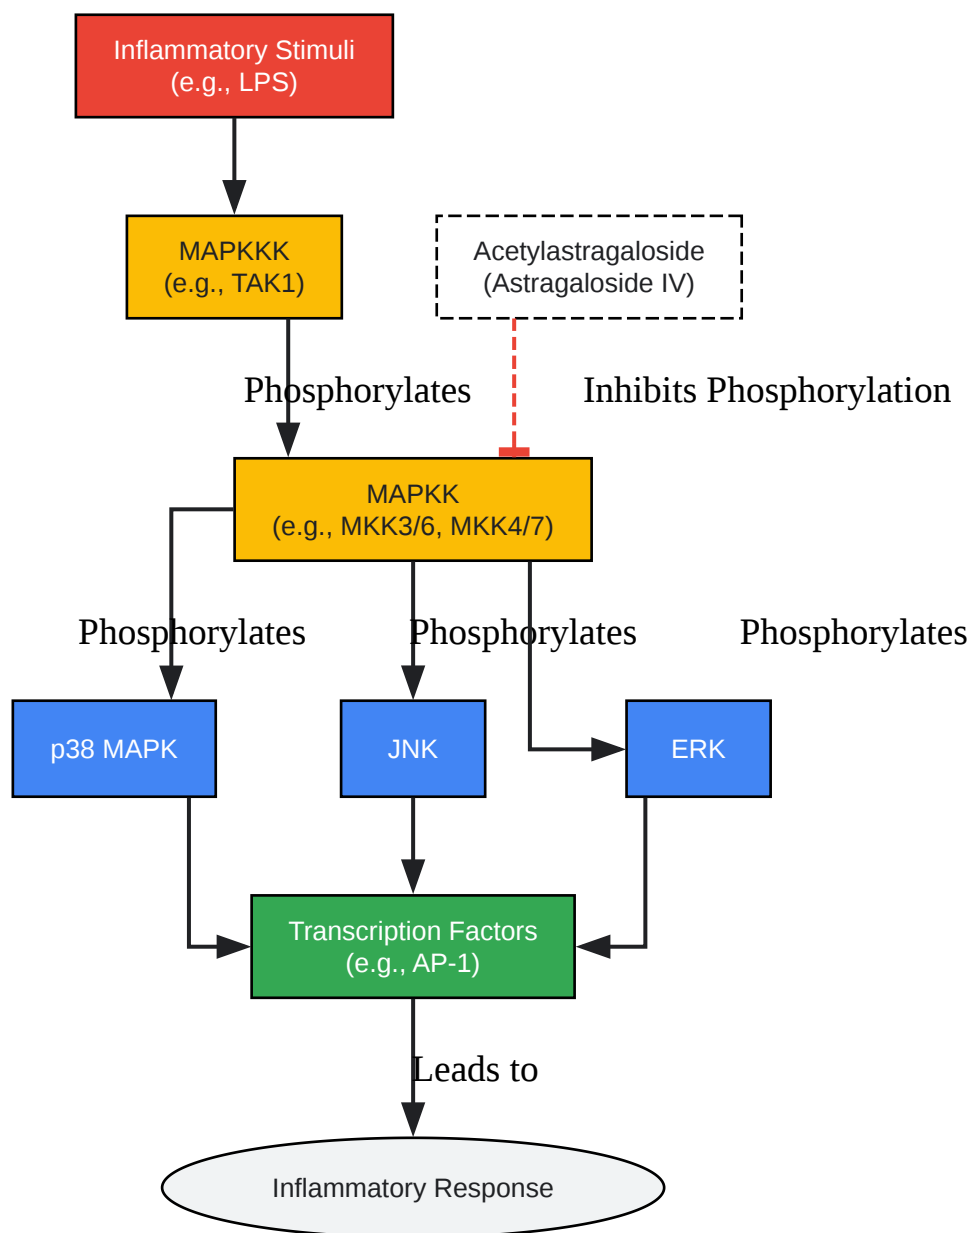 Inflammatory Stimuli
(e.g., LPS)
MAPKKK
(e.g., TAK1)
Acetylastragaloside
(Astragaloside IV)
Phosphorylates
Inhibits Phosphorylation
MAPKK
(e.g., MKK3/6, MKK4/7)
Phosphorylates
Phosphorylates
Phosphorylates
p38 MAPK
JNK
ERK
Transcription Factors
(e.g., AP-1)
Leads to
Inflammatory Response